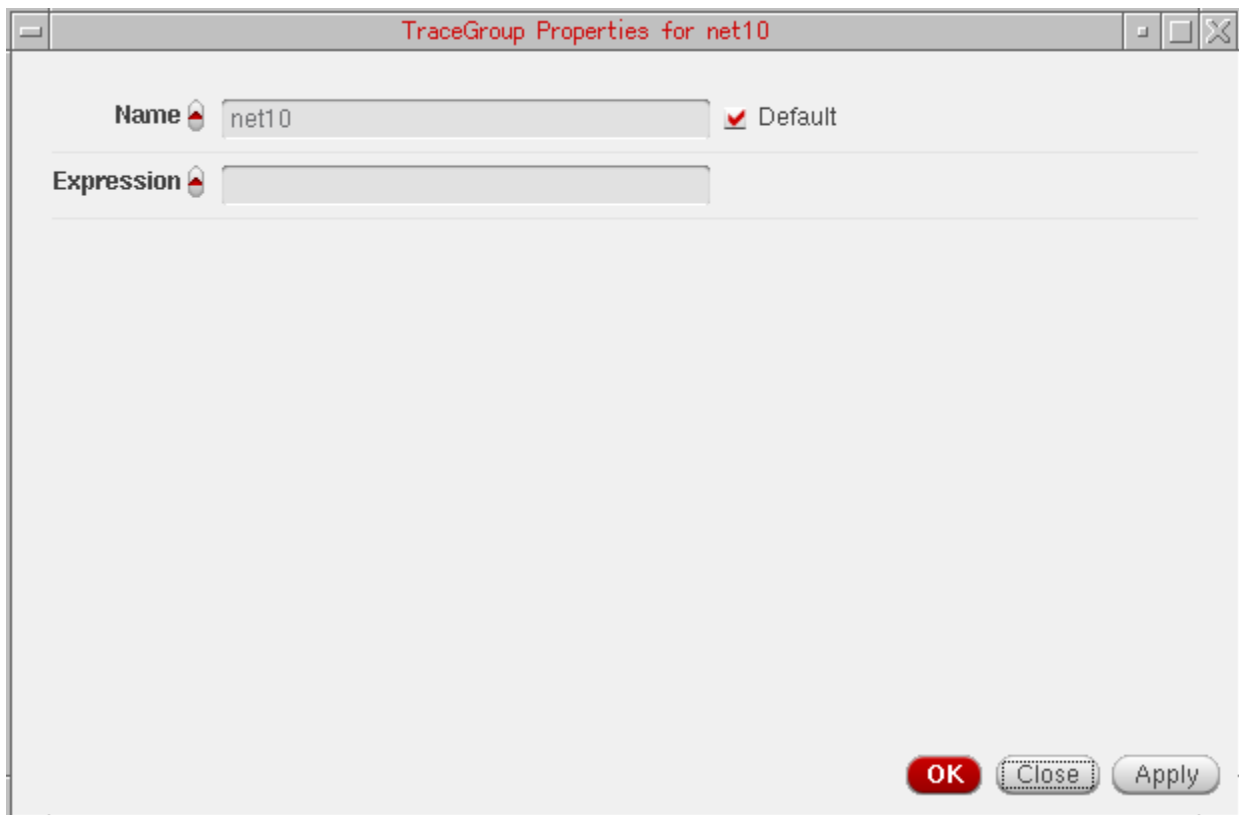 TraceGroup Properties for net10
Name net10 Default
Expression
OK Close Apply